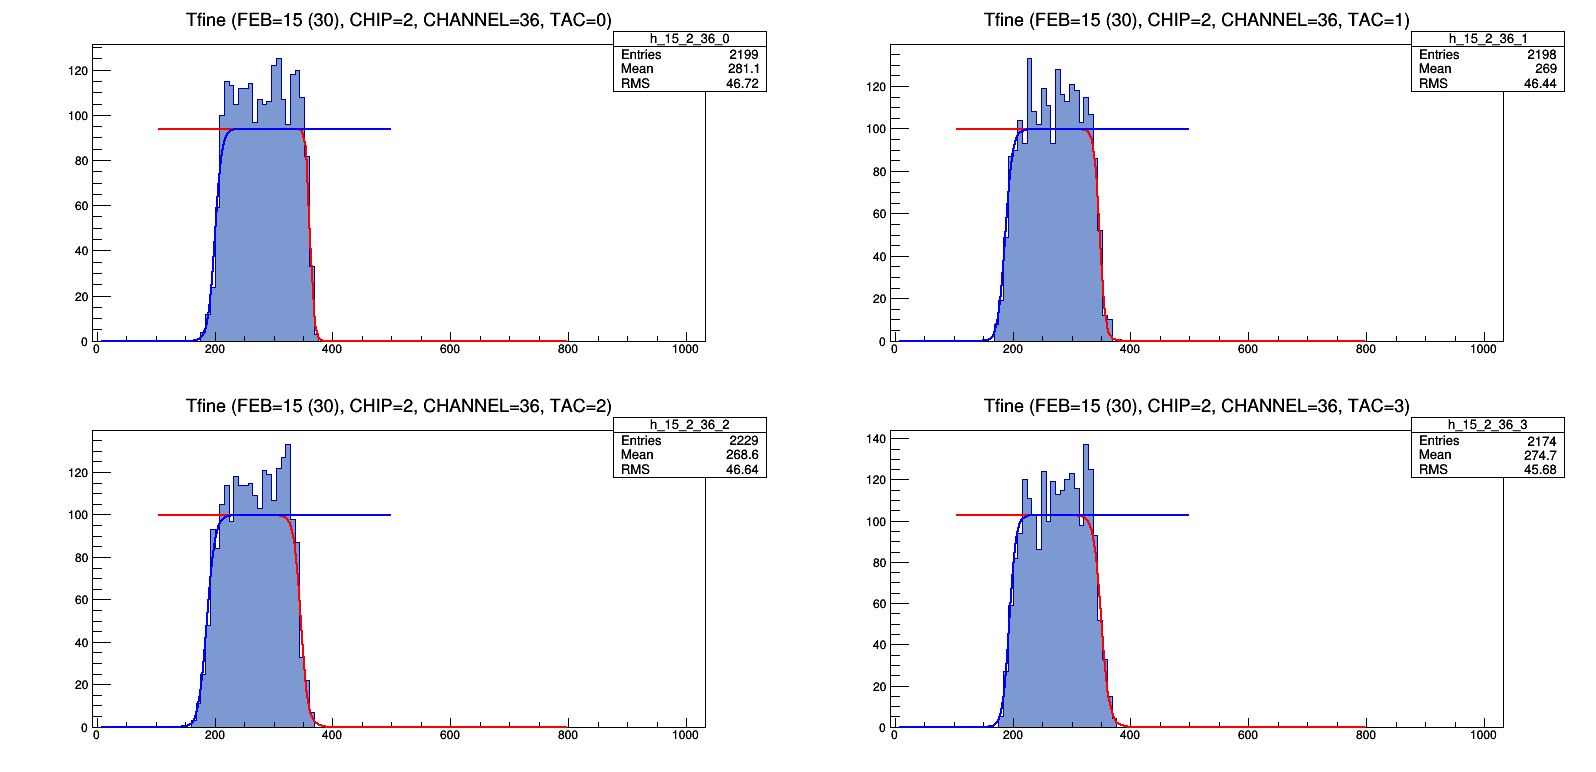 Tfine (FEB=15 (30), CHIP=2, CHANNEL=36, TAC=0)
h_15_2_36_0
Entries 2199
Mean 281.1
RMS 46.72
120
100
80
60
40
20
0
0 200 400 600 800 1000
Tfine (FEB=15 (30), CHIP=2, CHANNEL=36, TAC=1)
h_15_2_36_1
Entries 2198
Mean 269
RMS 46.44
120
100
80
60
40
20
0
0 200 400 600 800 1000
Tfine (FEB=15 (30), CHIP=2, CHANNEL=36, TAC=2)
h_15_2_36_2
Entries 2229
Mean 268.6
RMS 46.64
120
100
80
60
40
20
0
0 200 400 600 800 1000
Tfine (FEB=15 (30), CHIP=2, CHANNEL=36, TAC=3)
h_15_2_36_3
Entries 2174
Mean 274.7
RMS 45.68
140
120
100
80
60
40
20
0
0 200 400 600 800 1000